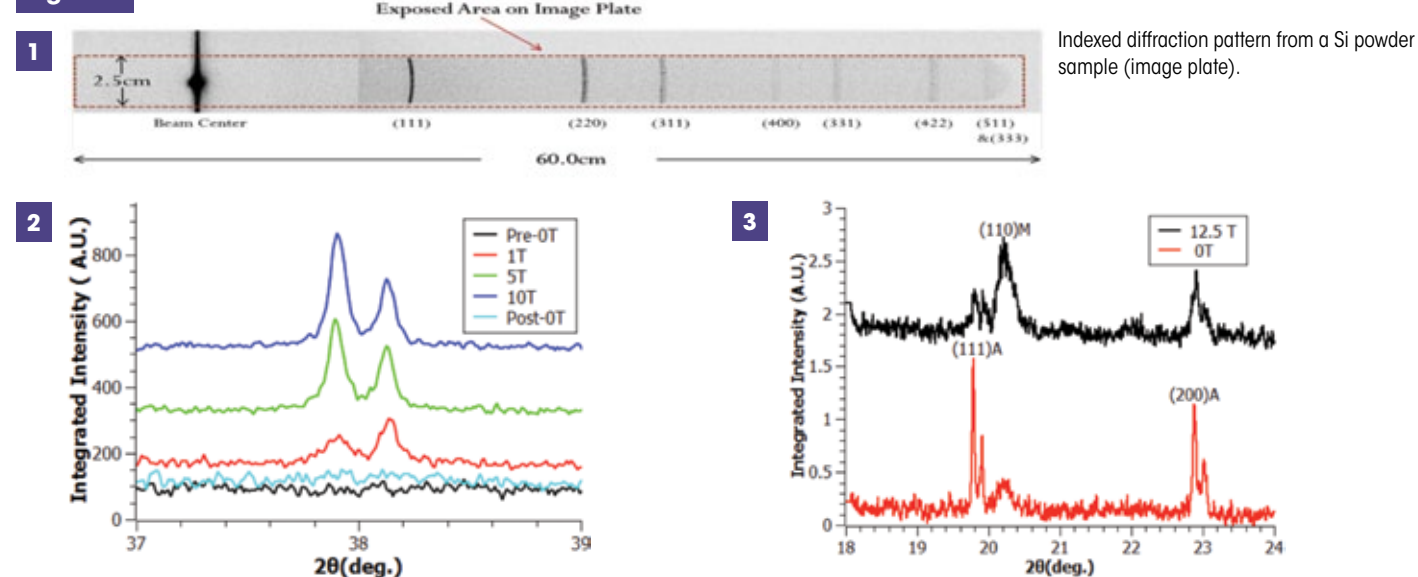 Exposed Area on Image Plate
1
2.5cm
Beam Center (111) (220) (311) (400) (331) (422) (511)
&(333)
60.0cm
Indexed diffraction pattern from a Si powder
sample (image plate).
2
Integrated Intensity ( A.U.)
800
600
400
200
0
37 38 39
2θ(deg.)
Pre-0T
1T
5T
10T
Post-0T
3
Integrated Intensity (A.U.)
3
2.5
2
1.5
1
0.5
0
18 19 20 21 22 23 24
2θ(deg.)
(110)M
(111)A
(200)A
12.5 T
0T